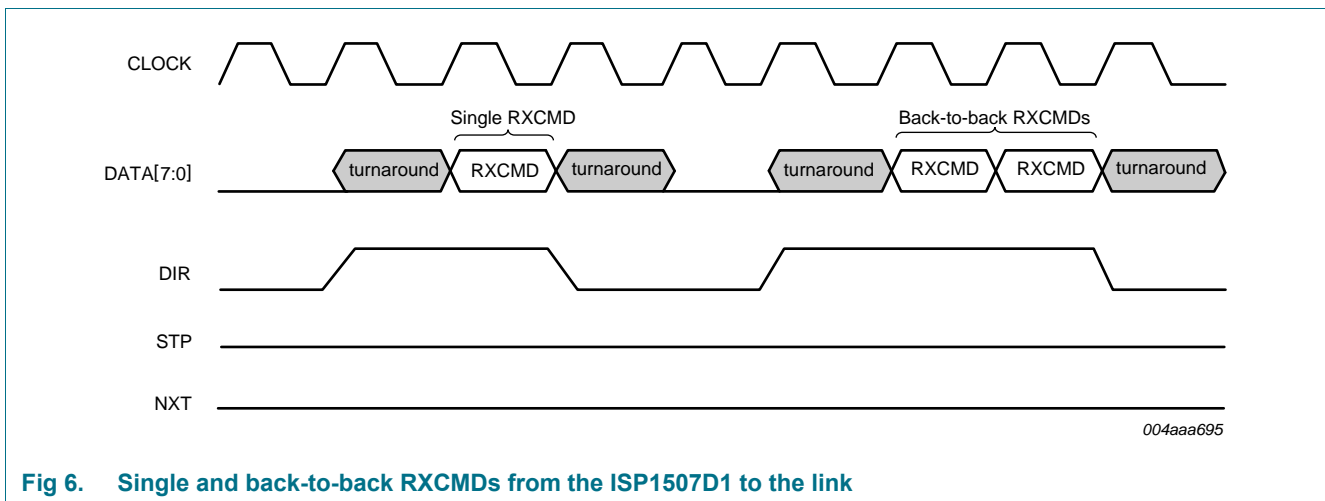 CLOCK
Single RXCMD
Back-to-back RXCMDs
DATA[7:0]
turnaround
RXCMD
turnaround
turnaround
RXCMD
RXCMD
turnaround
DIR
STP
NXT
004aaa695
Fig 6. Single and back-to-back RXCMDs from the ISP1507D1 to the link